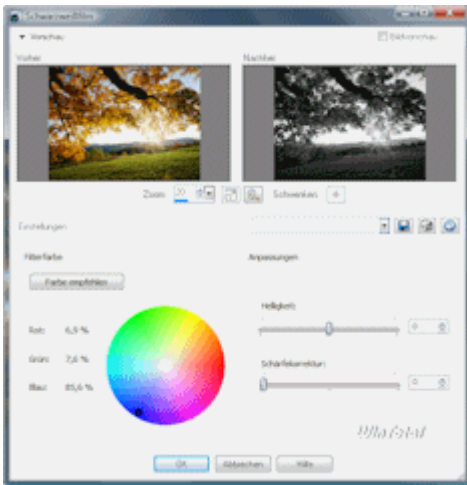 Schwarzweißfilm
Vorschau
Vorher
Nachher
Zoom:
Schwenken:
Einstellungen
Filterfarbe
Anpassungen
Farbe empfehlen
Helligkeit:
Rot: 6,9 %
Grün: 7,6 %
Schärfekorrektur:
Blau: 85,6 %
OK
Abbrechen
Hilfe